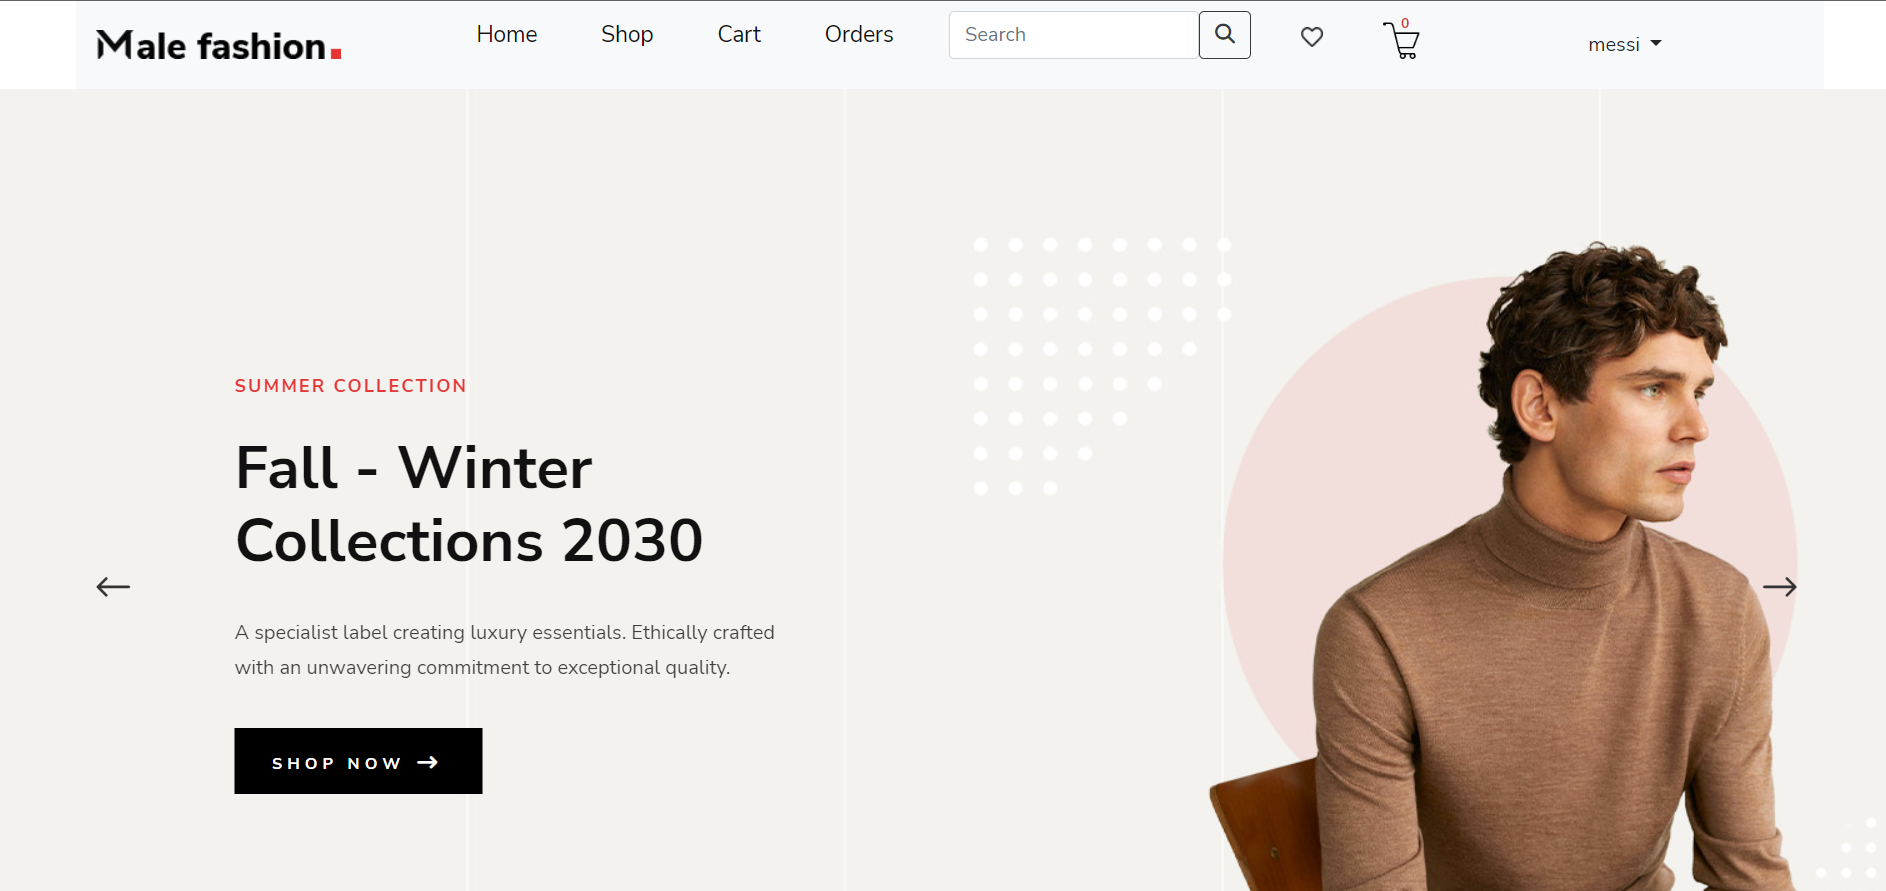 Male fashion.
Home
Shop
Cart
Orders
Search
0
messi
SUMMER COLLECTION
Fall - Winter
Collections 2030
A specialist label creating luxury essentials. Ethically crafted
with an unwavering commitment to exceptional quality.
SHOP NOW